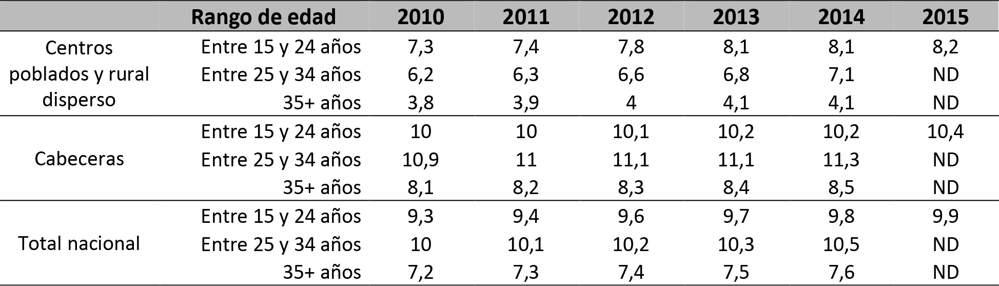 Rango de edad 2010 2011 2012 2013 2014 2015
Centros poblados y rural disperso
Entre 15 y 24 años 7,3 7,4 7,8 8,1 8,1 8,2
Entre 25 y 34 años 6,2 6,3 6,6 6,8 7,1 ND
35+ años 3,8 3,9 4 4,1 4,1 ND
Cabeceras
Entre 15 y 24 años 10 10 10,1 10,2 10,2 10,4
Entre 25 y 34 años 10,9 11 11,1 11,1 11,3 ND
35+ años 8,1 8,2 8,3 8,4 8,5 ND
Total nacional
Entre 15 y 24 años 9,3 9,4 9,6 9,7 9,8 9,9
Entre 25 y 34 años 10 10,1 10,2 10,3 10,5 ND
35+ años 7,2 7,3 7,4 7,5 7,6 ND